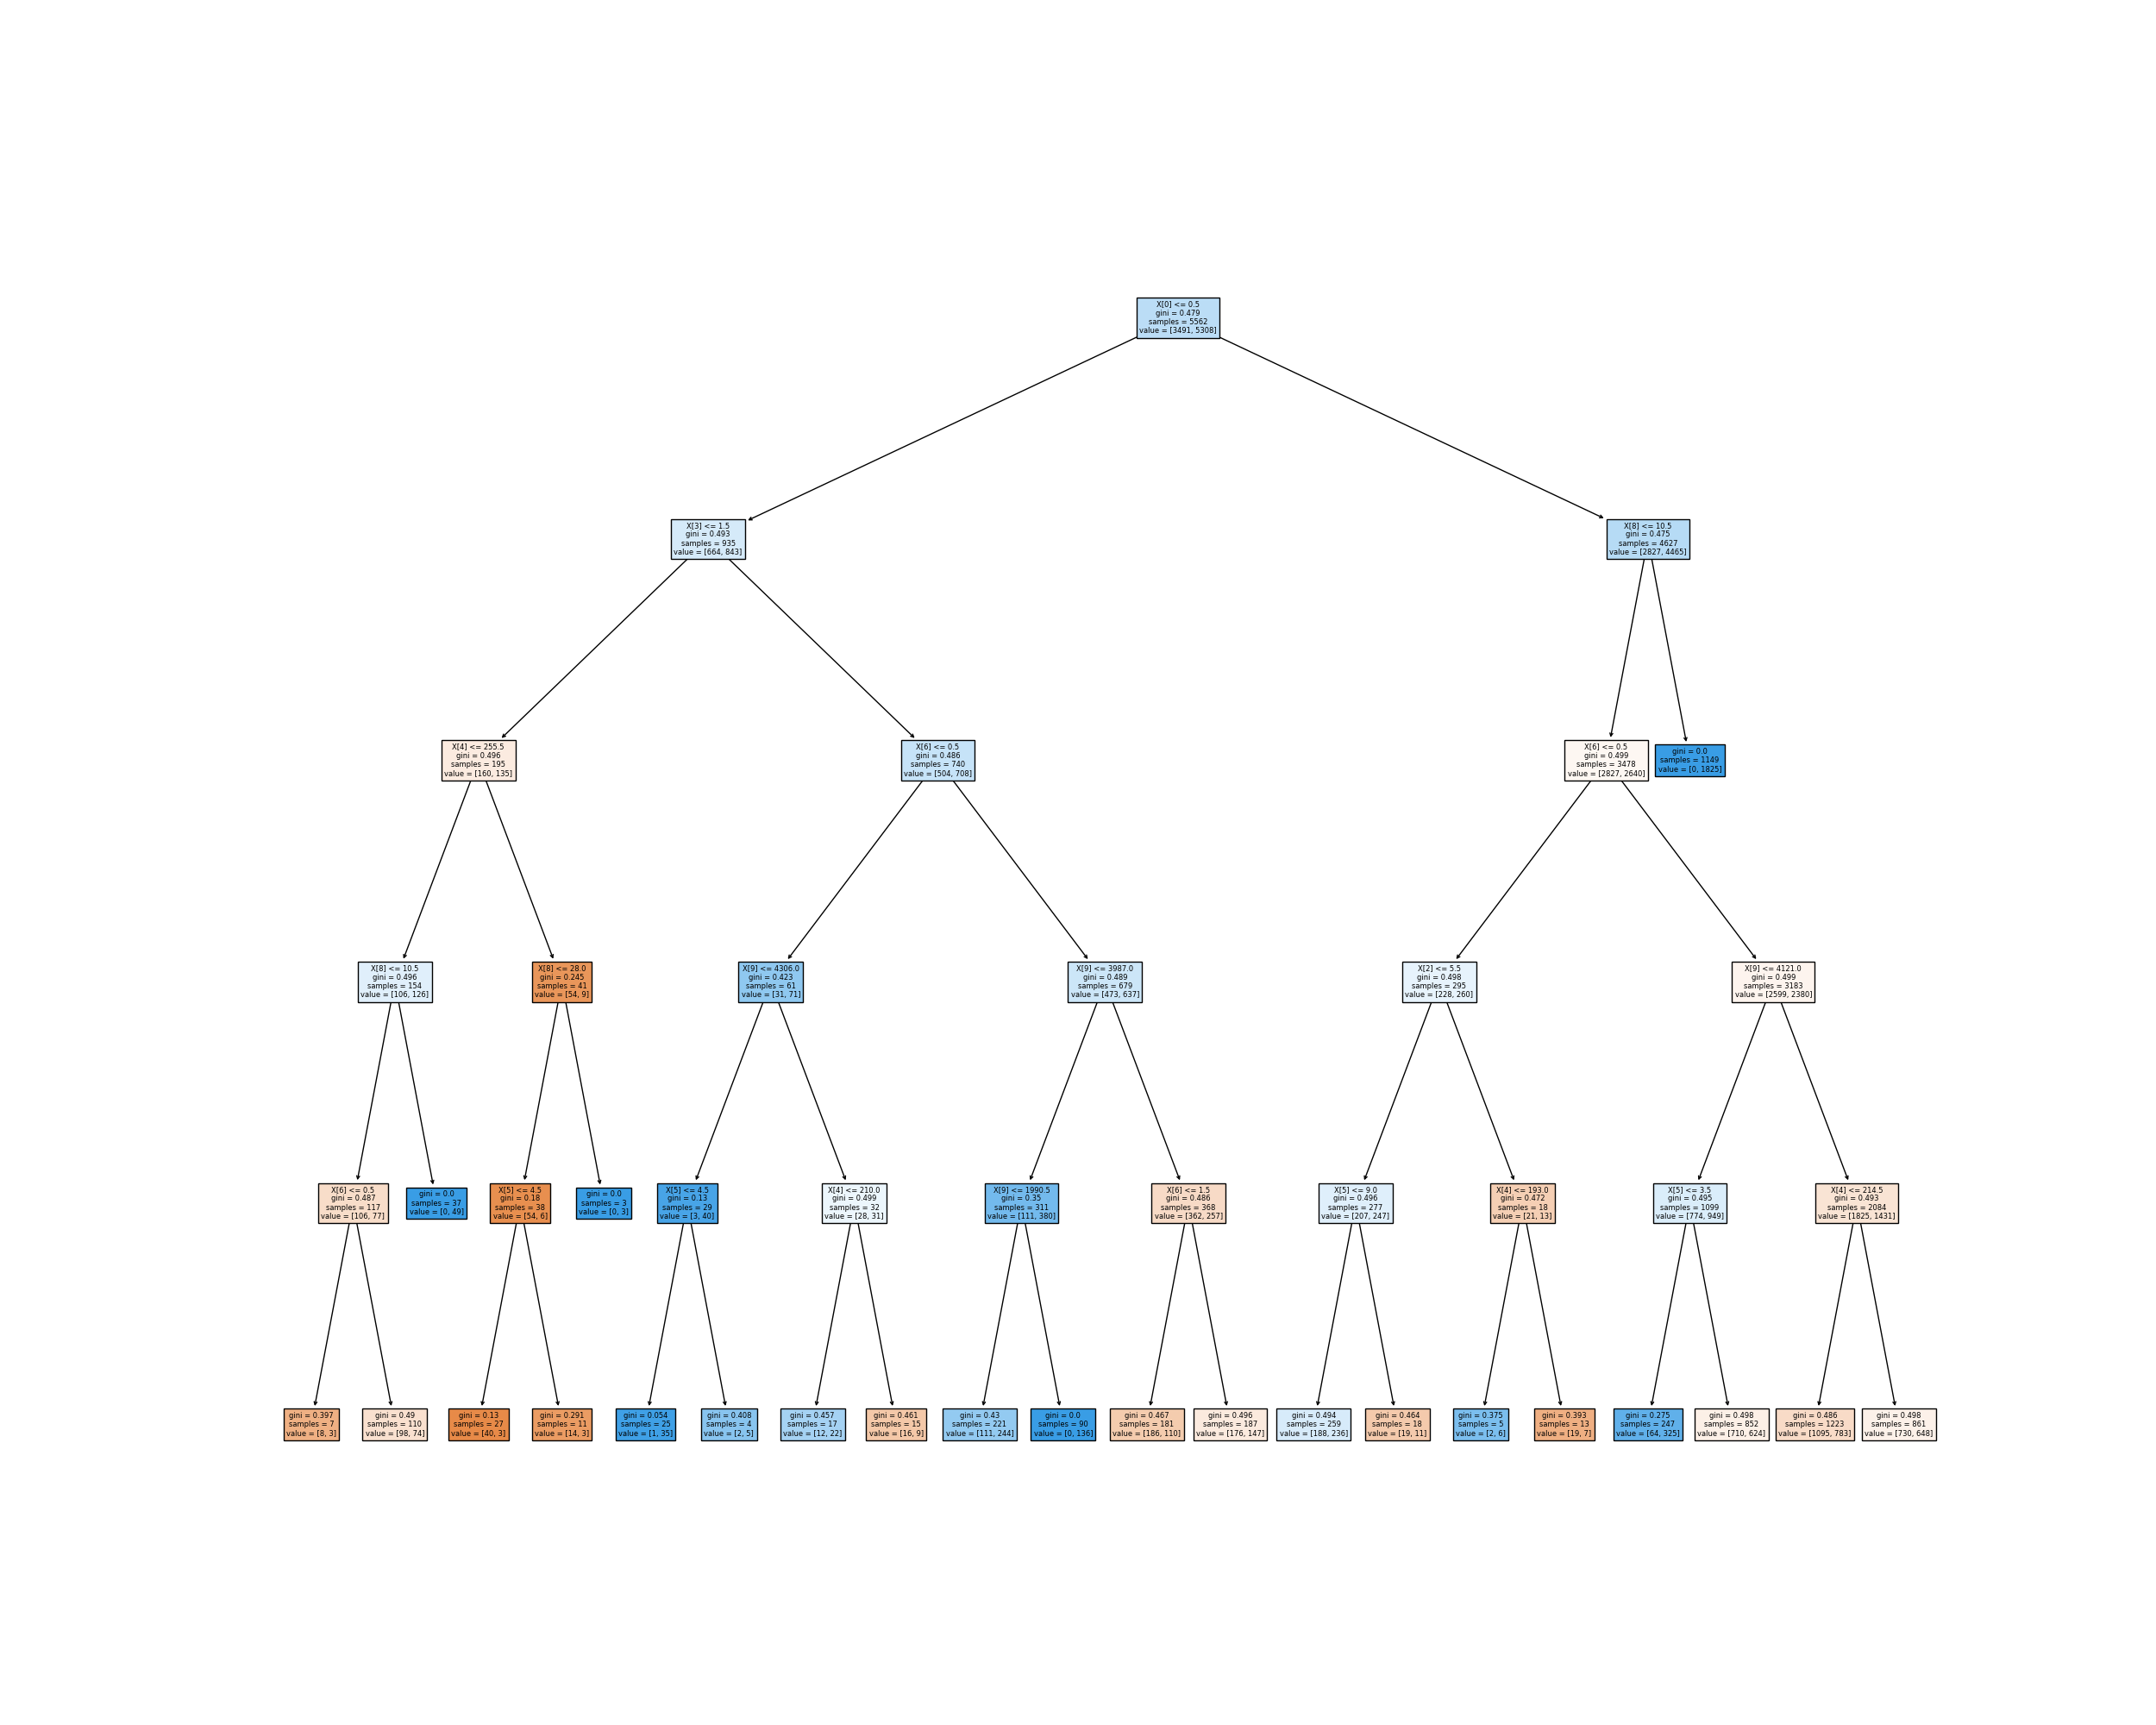 X[0] <= 0.5
gini = 0.479
samples = 5562
value = [3491, 5308]
X[3] <= 1.5
gini = 0.493
samples = 935
value = [664, 843]
X[8] <= 10.5
gini = 0.475
samples = 4627
value = [2827, 4465]
X[4] <= 255.5
gini = 0.496
samples = 195
value = [160, 135]
X[6] <= 0.5
gini = 0.486
samples = 740
value = [504, 708]
X[6] <= 0.5
gini = 0.499
samples = 3478
value = [2827, 2640]
gini = 0.0
samples = 1149
value = [0, 1825]
X[8] <= 10.5
gini = 0.496
samples = 154
value = [106, 126]
X[8] <= 28.0
gini = 0.245
samples = 41
value = [54, 9]
X[9] <= 4306.0
gini = 0.423
samples = 61
value = [31, 71]
X[9] <= 3987.0
gini = 0.489
samples = 679
value = [473, 637]
X[2] <= 5.5
gini = 0.498
samples = 295
value = [228, 260]
X[9] <= 4121.0
gini = 0.499
samples = 3183
value = [2599, 2380]
X[6] <= 0.5
gini = 0.487
samples = 117
value = [106, 77]
gini = 0.0
samples = 37
value = [0, 49]
X[5] <= 4.5
gini = 0.18
samples = 38
value = [54, 6]
gini = 0.0
samples = 3
value = [0, 3]
X[5] <= 4.5
gini = 0.13
samples = 29
value = [3, 40]
X[4] <= 210.0
gini = 0.499
samples = 32
value = [28, 31]
X[9] <= 1990.5
gini = 0.35
samples = 311
value = [111, 380]
X[6] <= 1.5
gini = 0.486
samples = 368
value = [362, 257]
X[5] <= 9.0
gini = 0.496
samples = 277
value = [207, 247]
X[4] <= 193.0
gini = 0.472
samples = 18
value = [21, 13]
X[5] <= 3.5
gini = 0.495
samples = 1099
value = [774, 949]
X[4] <= 214.5
gini = 0.493
samples = 2084
value = [1825, 1431]
gini = 0.397
samples = 7
value = [8, 3]
gini = 0.49
samples = 110
value = [98, 74]
gini = 0.13
samples = 27
value = [40, 3]
gini = 0.291
samples = 11
value = [14, 3]
gini = 0.054
samples = 25
value = [1, 35]
gini = 0.408
samples = 4
value = [2, 5]
gini = 0.457
samples = 17
value = [12, 22]
gini = 0.461
samples = 15
value = [16, 9]
gini = 0.43
samples = 221
value = [111, 244]
gini = 0.0
samples = 90
value = [0, 136]
gini = 0.467
samples = 181
value = [186, 110]
gini = 0.496
samples = 187
value = [176, 147]
gini = 0.494
samples = 259
value = [188, 236]
gini = 0.464
samples = 18
value = [19, 11]
gini = 0.375
samples = 5
value = [2, 6]
gini = 0.393
samples = 13
value = [19, 7]
gini = 0.275
samples = 247
value = [64, 325]
gini = 0.498
samples = 852
value = [710, 624]
gini = 0.486
samples = 1223
value = [1095, 783]
gini = 0.498
samples = 861
value = [730, 648]